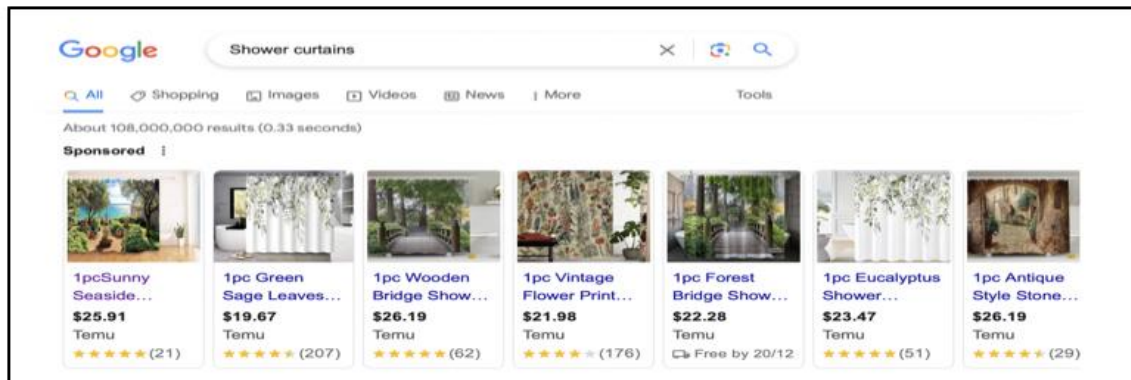 Google
Shower curtains
All Shopping Images Videos News More Tools
About 108,000,000 results (0.33 seconds)
Sponsored
1pcSunny Seaside...
$25.91
Temu
(21)
1pc Green Sage Leaves...
$19.67
Temu
(207)
1pc Wooden Bridge Show...
$26.19
Temu
(62)
1pc Vintage Flower Print...
$21.98
Temu
(176)
1pc Forest Bridge Show...
$22.28
Temu
Free by 20/12
1pc Eucalyptus Shower...
$23.47
Temu
(51)
1pc Antique Style Stone...
$26.19
Temu
(29)